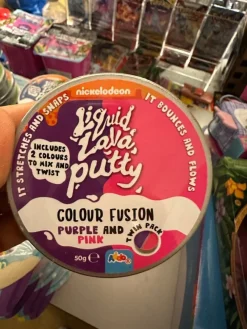 nickelodeon
IT STRETCHES AND SNAPS
IT BOUNCES AND FLOWS
Liquid
Lava
putty
INCLUDES
2 COLOURS
TO MIX AND
TWIST
COLOUR FUSION
PURPLE AND
PINK
TWIN PACK
50g e